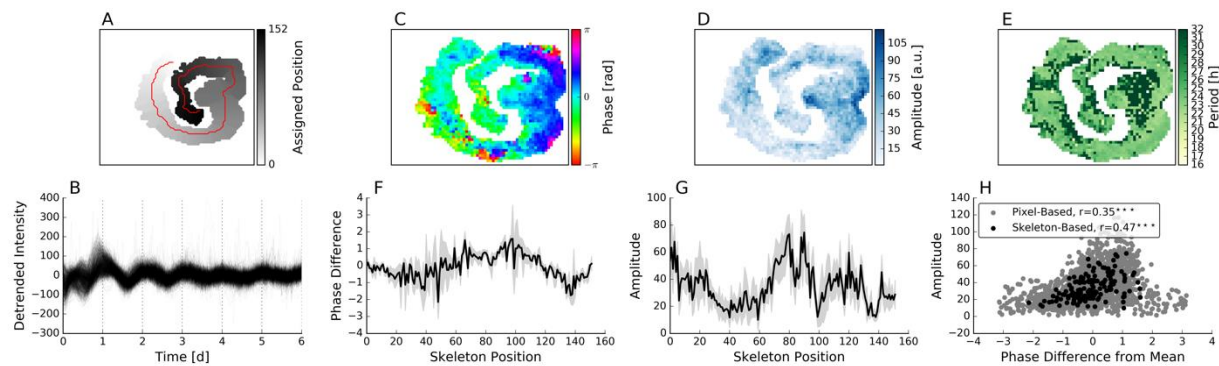 A
152
Assigned Position
0
C
π
Phase [rad]
0
−π
D
105
90
75
60
45
30
15
Amplitude [a.u.]
E
32
31
30
29
28
27
26
25
24
23
22
21
20
19
18
17
16
Period [h]
B
400
300
200
100
0
−100
−200
−300
Detrended Intensity
0 1 2 3 4 5 6
Time [d]
F
4
3
2
1
0
−1
−2
−3
−4
Phase Difference
0 20 40 60 80 100 120 140 160
Skeleton Position
G
100
80
60
40
20
0
Amplitude
0 20 40 60 80 100 120 140 160
Skeleton Position
H
140
120
100
80
60
40
20
0
−20
Amplitude
Pixel-Based, r=0.35***
Skeleton-Based, r=0.47***
−4 −3 −2 −1 0 1 2 3 4
Phase Difference from Mean